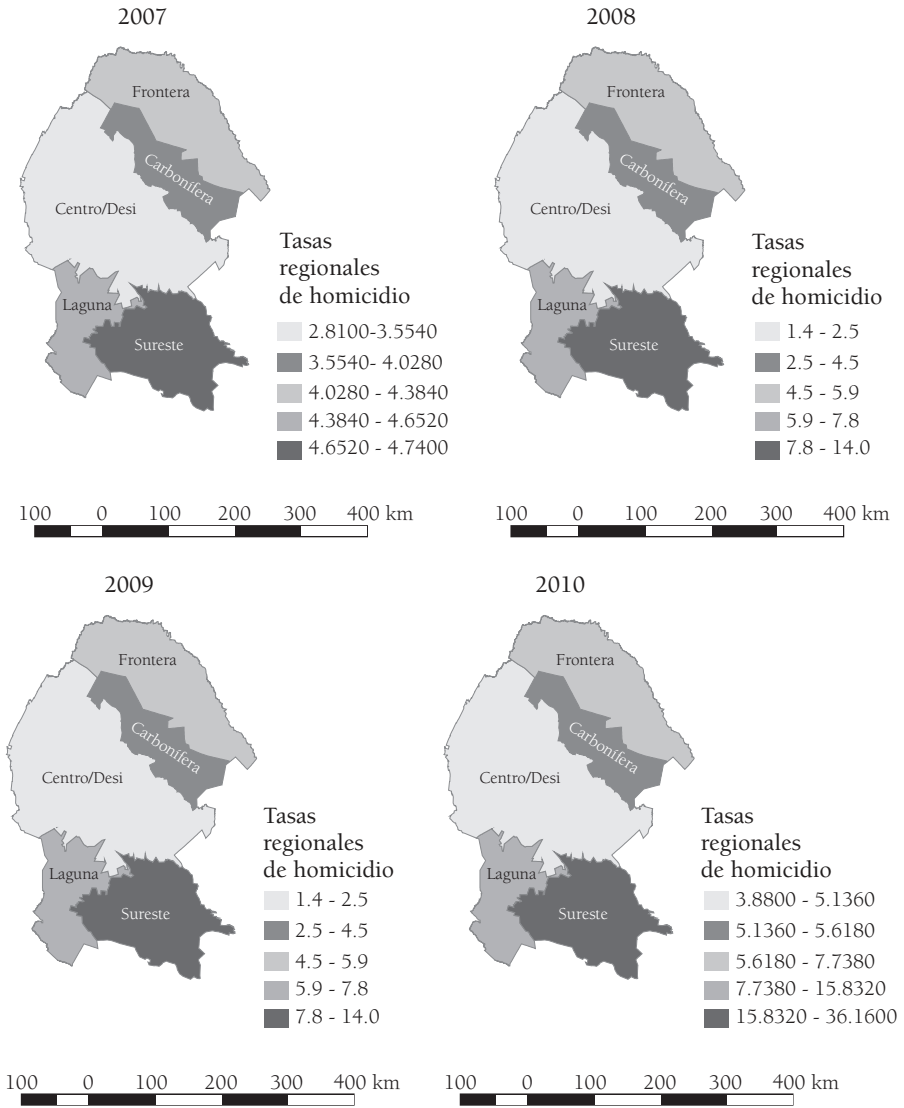 2007
Frontera
Carbonífera
Centro/Desi
Laguna
Sureste
Tasas
regionales
de homicidio
2.8100-3.5540
3.5540- 4.0280
4.0280 - 4.3840
4.3840 - 4.6520
4.6520 - 4.7400
100 0 100 200 300 400 km
2008
Frontera
Carbonífera
Centro/Desi
Laguna
Sureste
Tasas
regionales
de homicidio
1.4 - 2.5
2.5 - 4.5
4.5 - 5.9
5.9 - 7.8
7.8 - 14.0
100 0 100 200 300 400 km
2009
Frontera
Carbonífera
Centro/Desi
Laguna
Sureste
Tasas
regionales
de homicidio
1.4 - 2.5
2.5 - 4.5
4.5 - 5.9
5.9 - 7.8
7.8 - 14.0
100 0 100 200 300 400 km
2010
Frontera
Carbonífera
Centro/Desi
Laguna
Sureste
Tasas
regionales
de homicidio
3.8800 - 5.1360
5.1360 - 5.6180
5.6180 - 7.7380
7.7380 - 15.8320
15.8320 - 36.1600
100 0 100 200 300 400 km